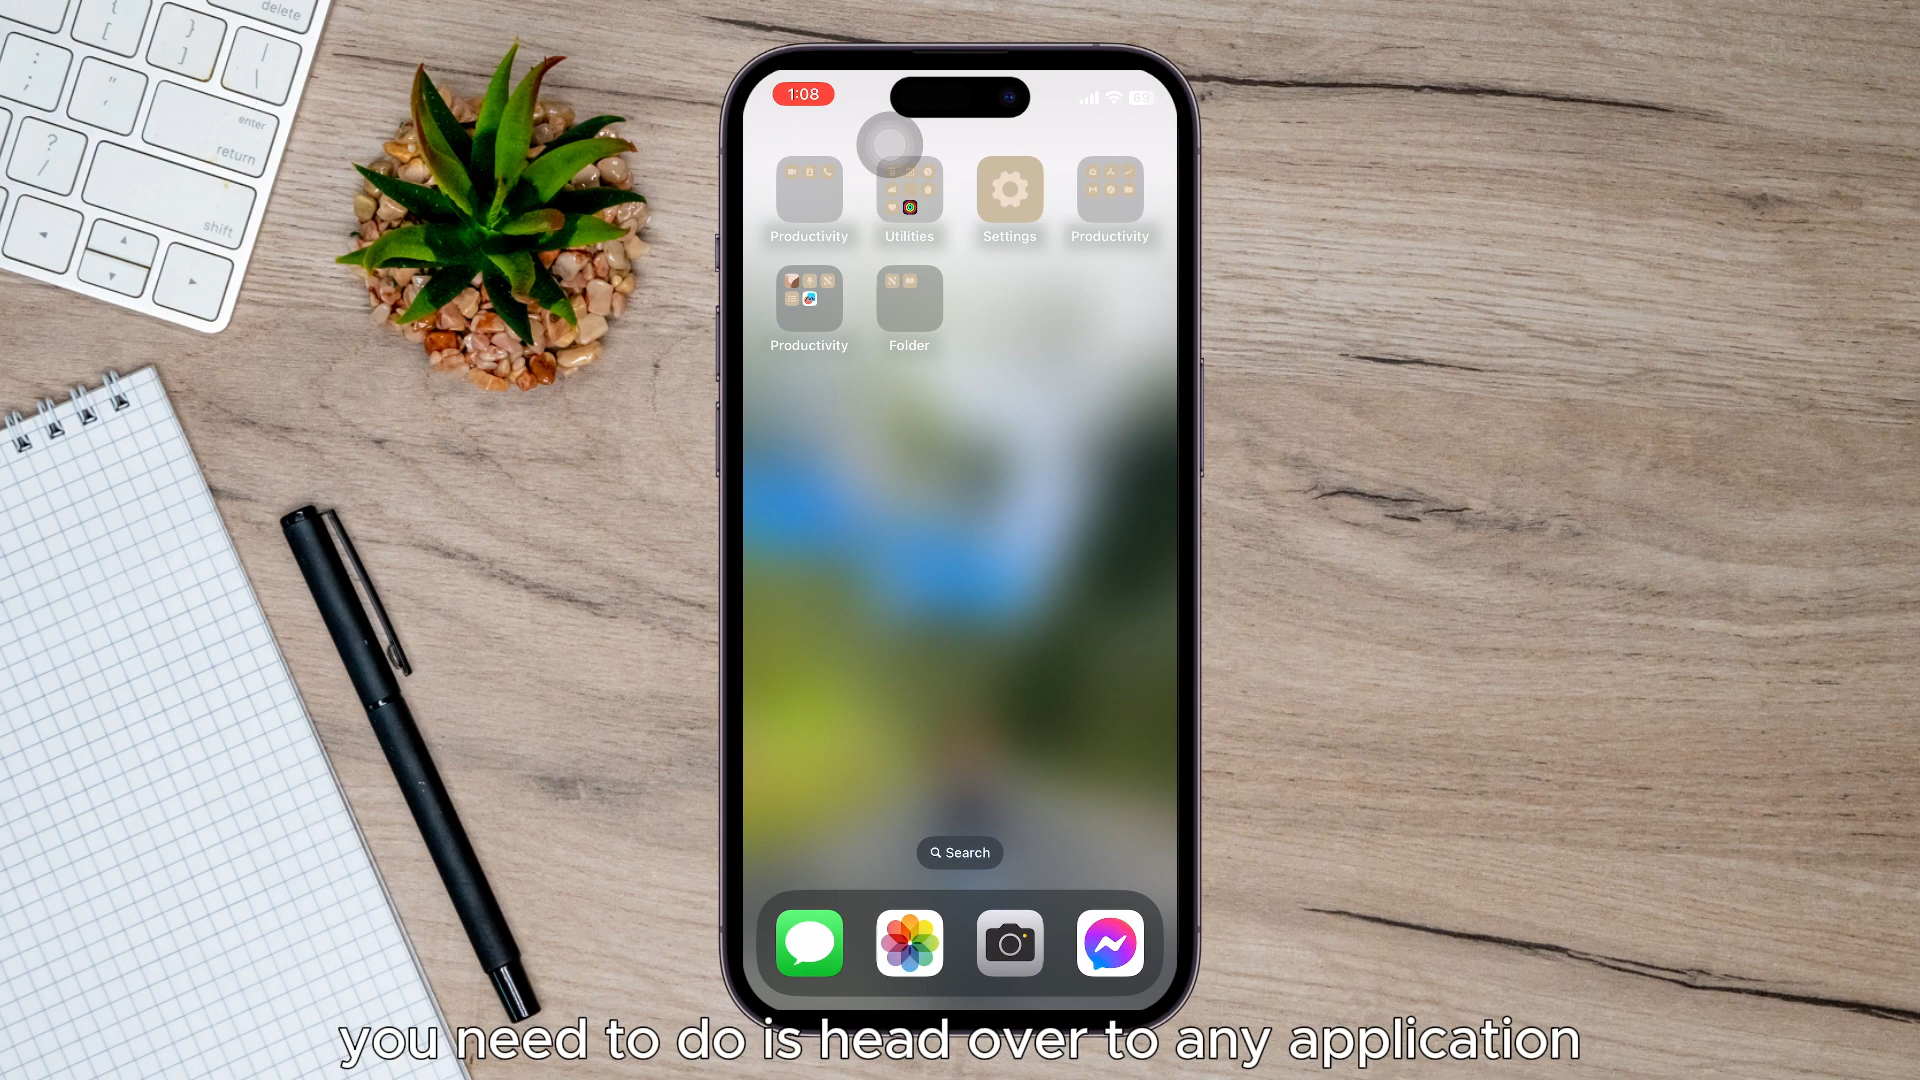 delete
{
[
}
]
|
\
:
;
"
'
enter
return
?
/
shift
1:08
69
Productivity
Utilities
Settings
Productivity
Productivity
Folder
Search
you need to do is head over to any application